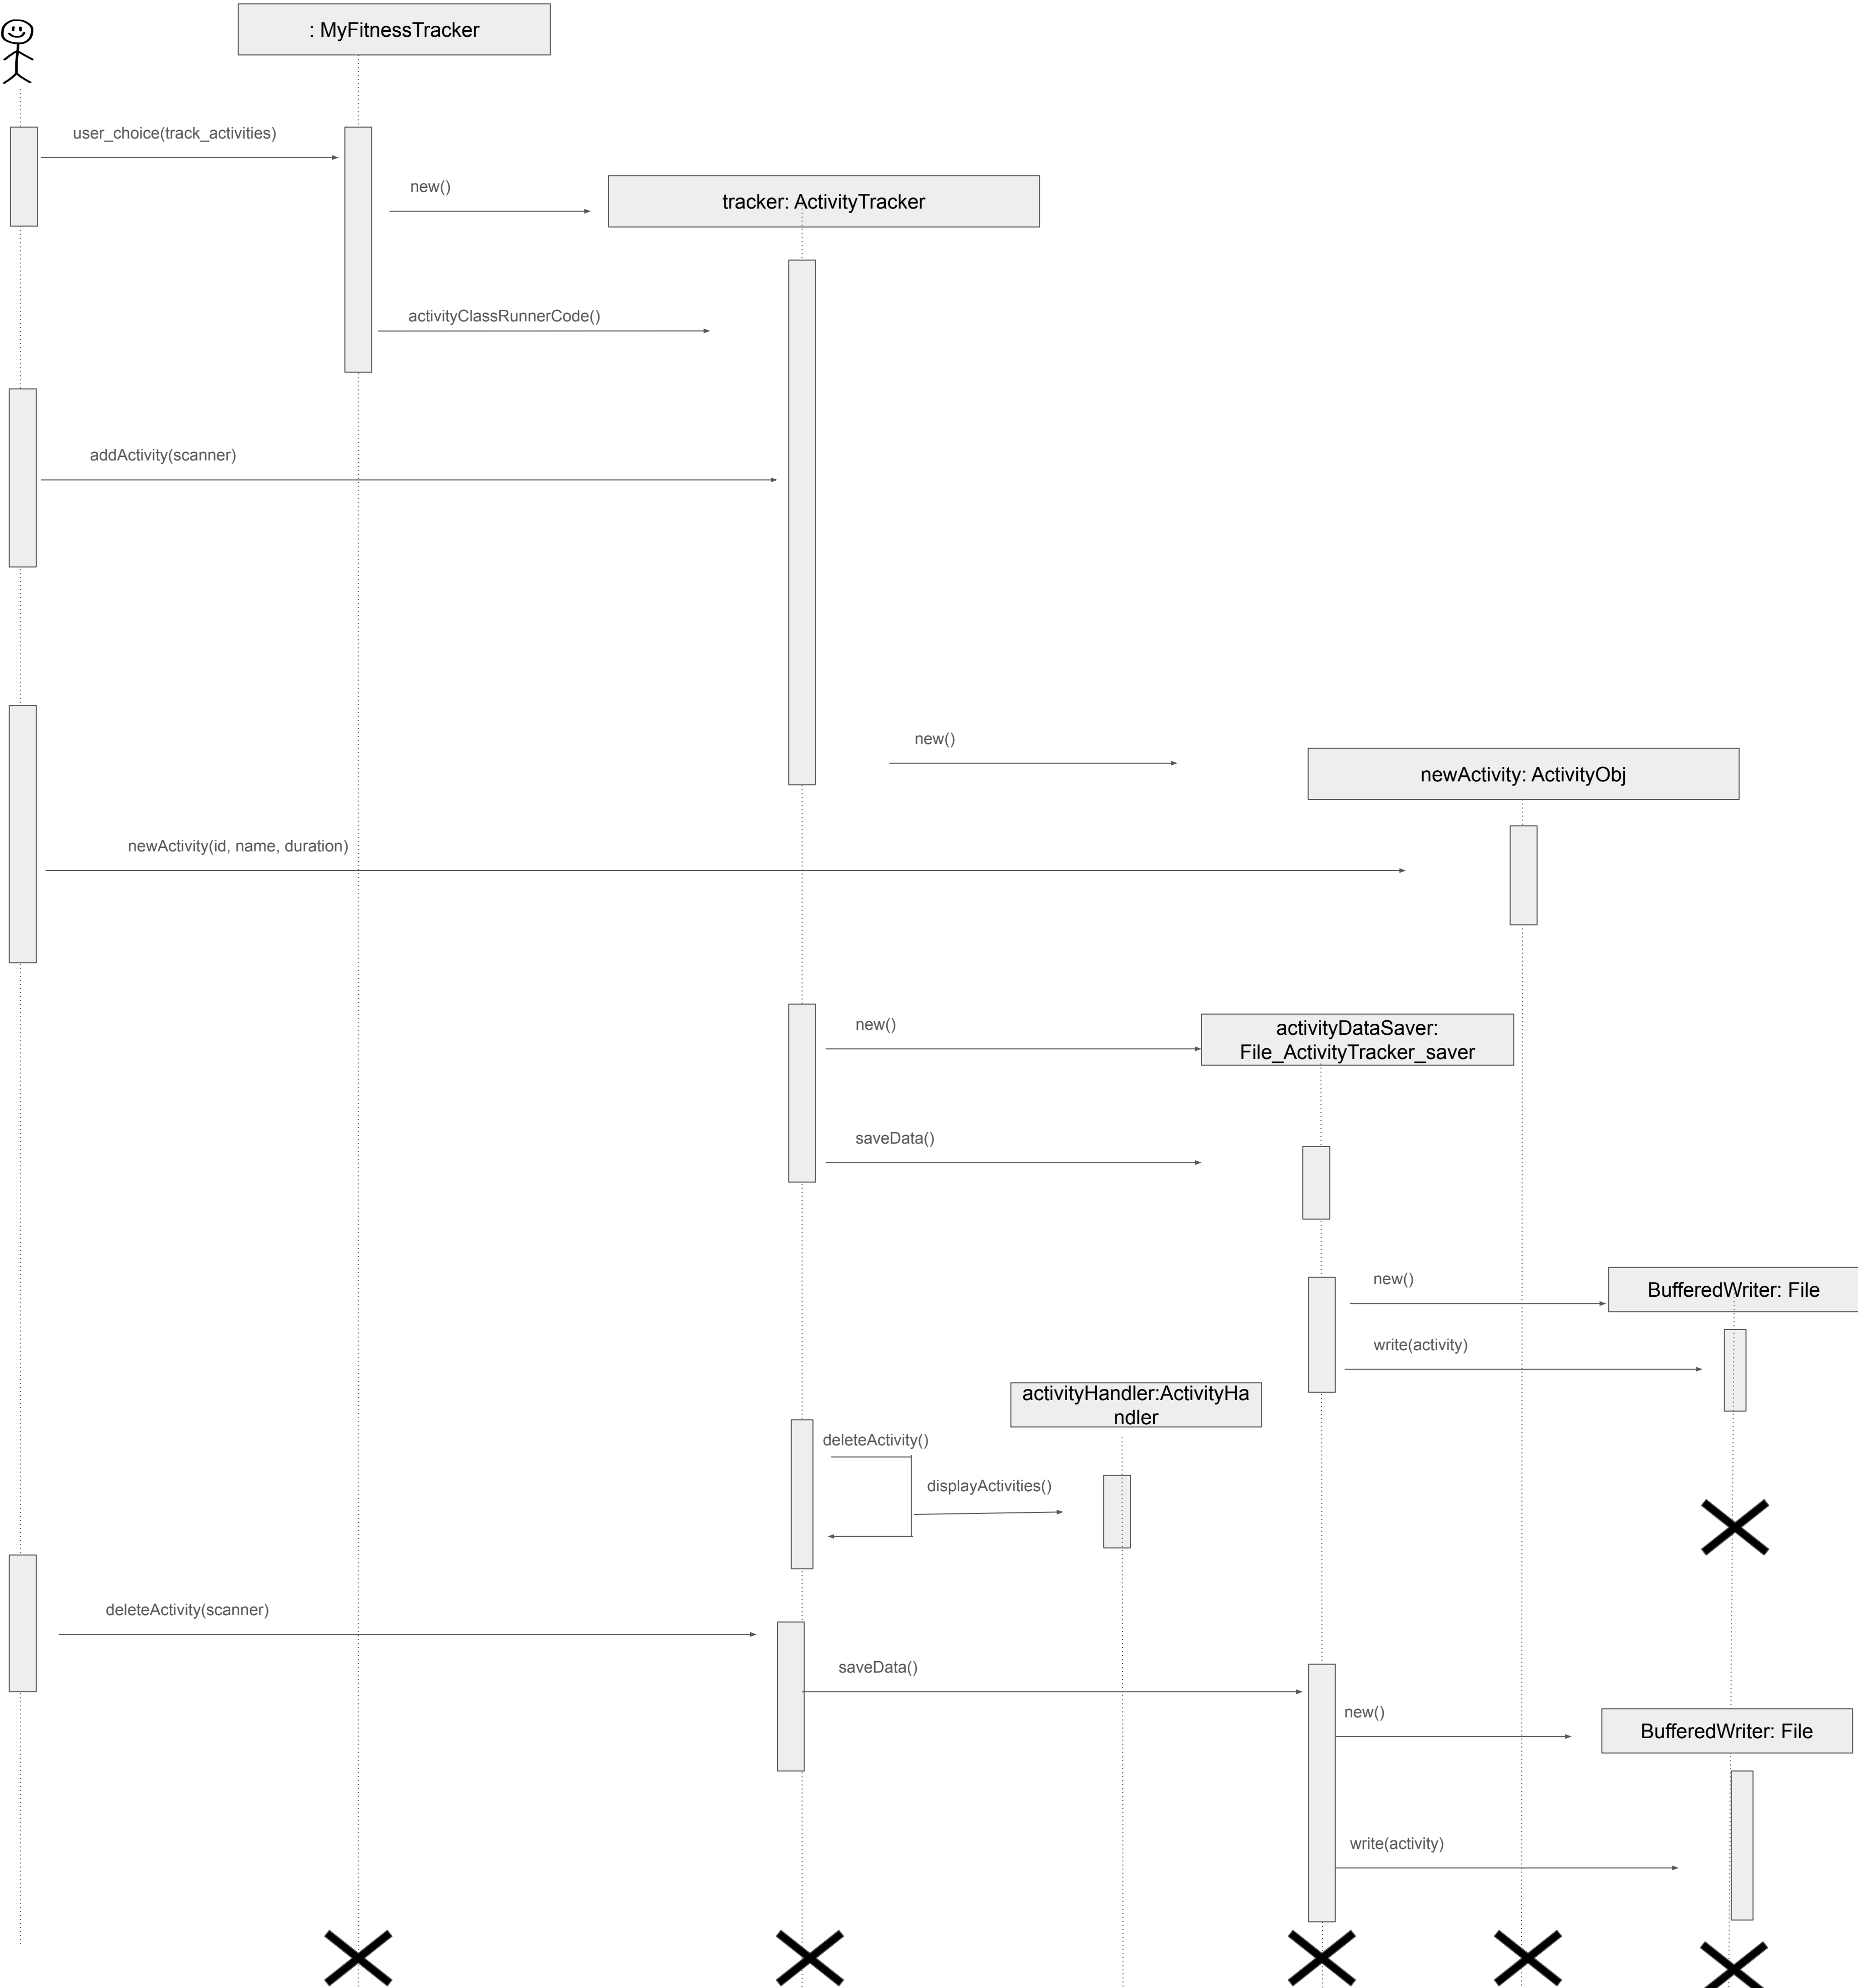 : MyFitnessTracker
user_choice(track_activities)
new()
tracker: ActivityTracker
activityClassRunnerCode()
addActivity(scanner)
new()
newActivity: ActivityObj
newActivity(id, name, duration)
new()
activityDataSaver:
File_ActivityTracker_saver
saveData()
new()
BufferedWriter: File
write(activity)
activityHandler:ActivityHa
ndler
deleteActivity()
displayActivities()
deleteActivity(scanner)
saveData()
new()
BufferedWriter: File
write(activity)